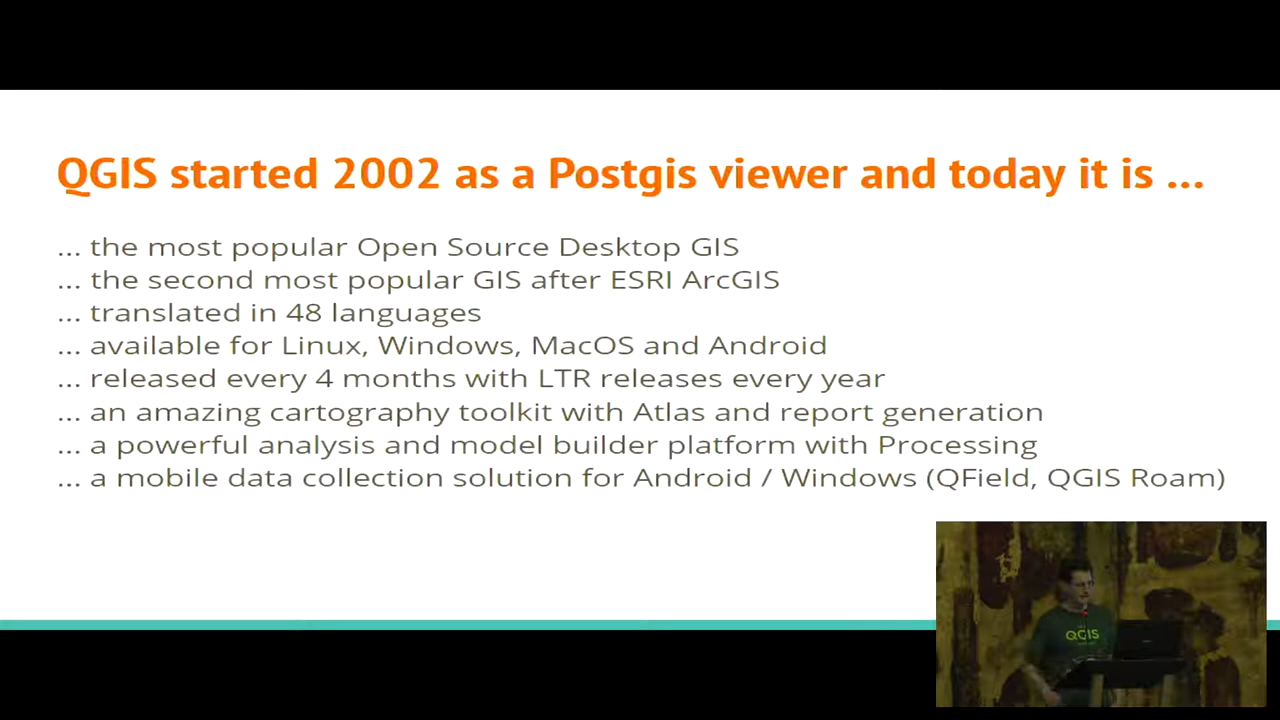 QGIS started 2002 as a Postgis viewer and today it is ...
... the most popular Open Source Desktop GIS
... the second most popular GIS after ESRI ArcGIS
... translated in 48 languages
... available for Linux, Windows, MacOS and Android
... released every 4 months with LTR releases every year
... an amazing cartography toolkit with Atlas and report generation
... a powerful analysis and model builder platform with Processing
... a mobile data collection solution for Android / Windows (QField, QGIS Roam)
QGIS